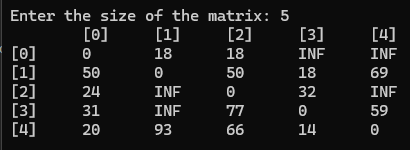 Enter the size of the matrix: 5
[0] [1] [2] [3] [4]
[0] 0 18 18 INF INF
[1] 50 0 50 18 69
[2] 24 INF 0 32 INF
[3] 31 INF 77 0 59
[4] 20 93 66 14 0